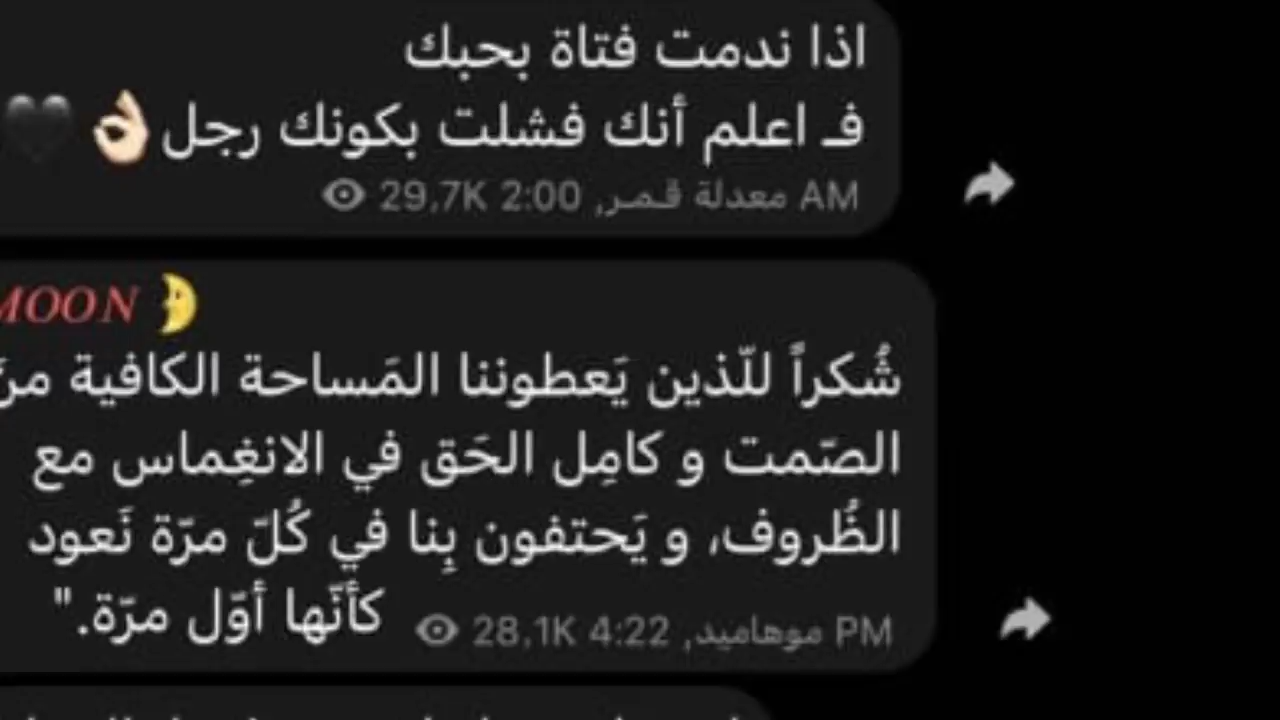 اذا ندمت فتاة بحبك
فـ اعلم أنك فشلت بكونك رجل👌🏻🖤
29,7K 2:00 معدلة قـمـر, AM
MOON 🌛
شُكراً للّذين يَعطوننا المَساحة الكافية من
الصّمت و كامِل الحَق في الانغِماس مع
الظُروف، و يَحتفون بِنا في كُلّ مرّة نَعود
كأنّها أوّل مرّة."
28,1K 4:22 موهاميد, PM